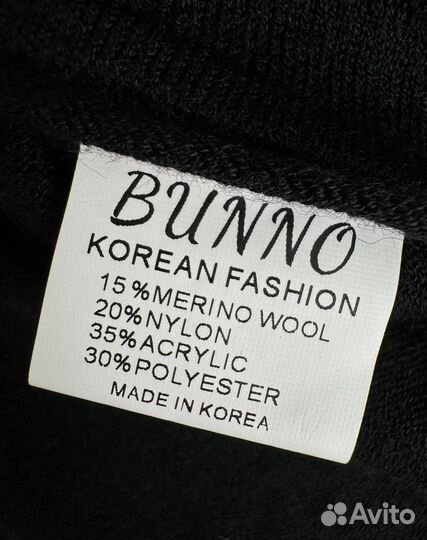 BUNNO
KOREAN FASHION
15%MERINO WOOL
20%NYLON
35%ACRYLIC
30%POLYESTER
MADE IN KOREA
Avito